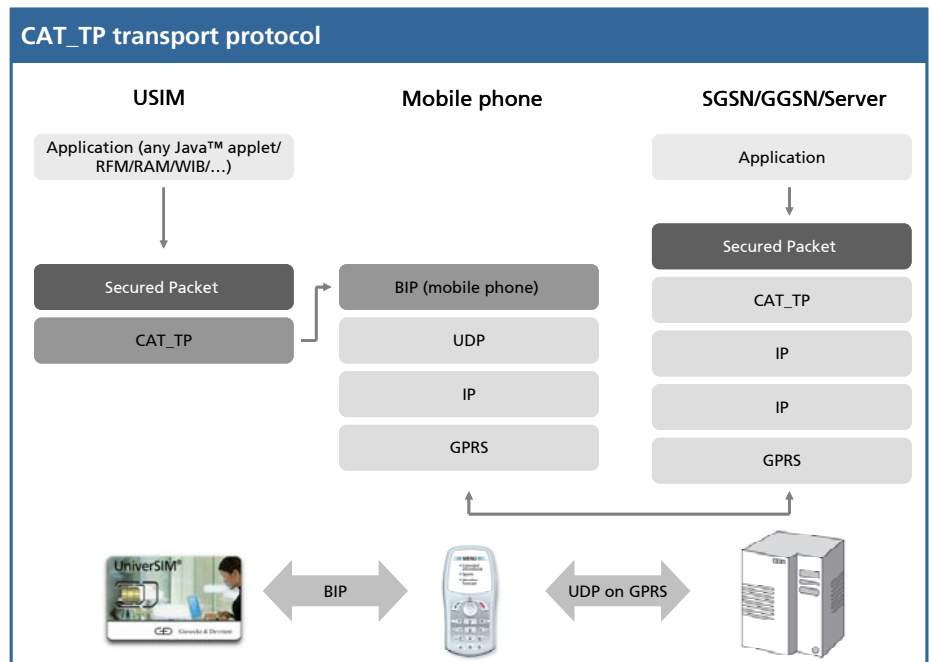 CAT_TP transport protocol
USIM
Mobile phone
SGSN/GGSN/Server
Application (any Java™ applet/
RFM/RAM/WIB/...)
Application
Secured Packet
Secured Packet
BIP (mobile phone)
CAT_TP
CAT_TP
UDP
IP
IP
IP
GPRS
GPRS
UniverSIM®
Giesecke & Devrient
BIP
MENU
UDP on GPRS